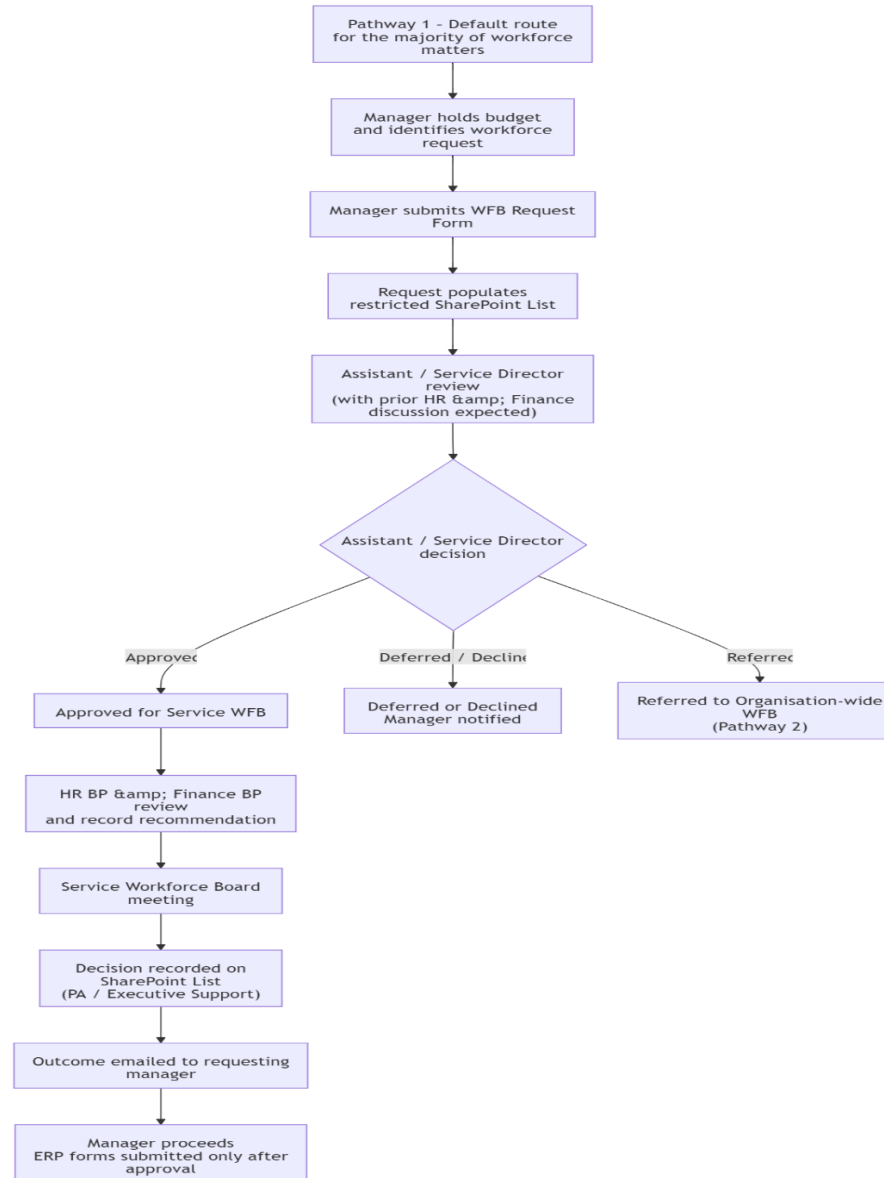 Pathway 1 - Default route
for the majority of workforce
matters
Manager holds budget
and identifies workforce
request
Manager submits WFB Request
Form
Request populates
restricted SharePoint List
Assistant / Service Director
review
(with prior HR &amp; Finance
discussion expected)
Assistant / Service Director
decision
Approved
Deferred / Decline
Referred
Approved for Service WFB
Deferred or Declined
Manager notified
Referred to Organisation-wide
WFB
(Pathway 2)
HR BP &amp; Finance BP
review
and record recommendation
Service Workforce Board
meeting
Decision recorded on
SharePoint List
(PA / Executive Support)
Outcome emailed to requesting
manager
Manager proceeds
ERP forms submitted only after
approval